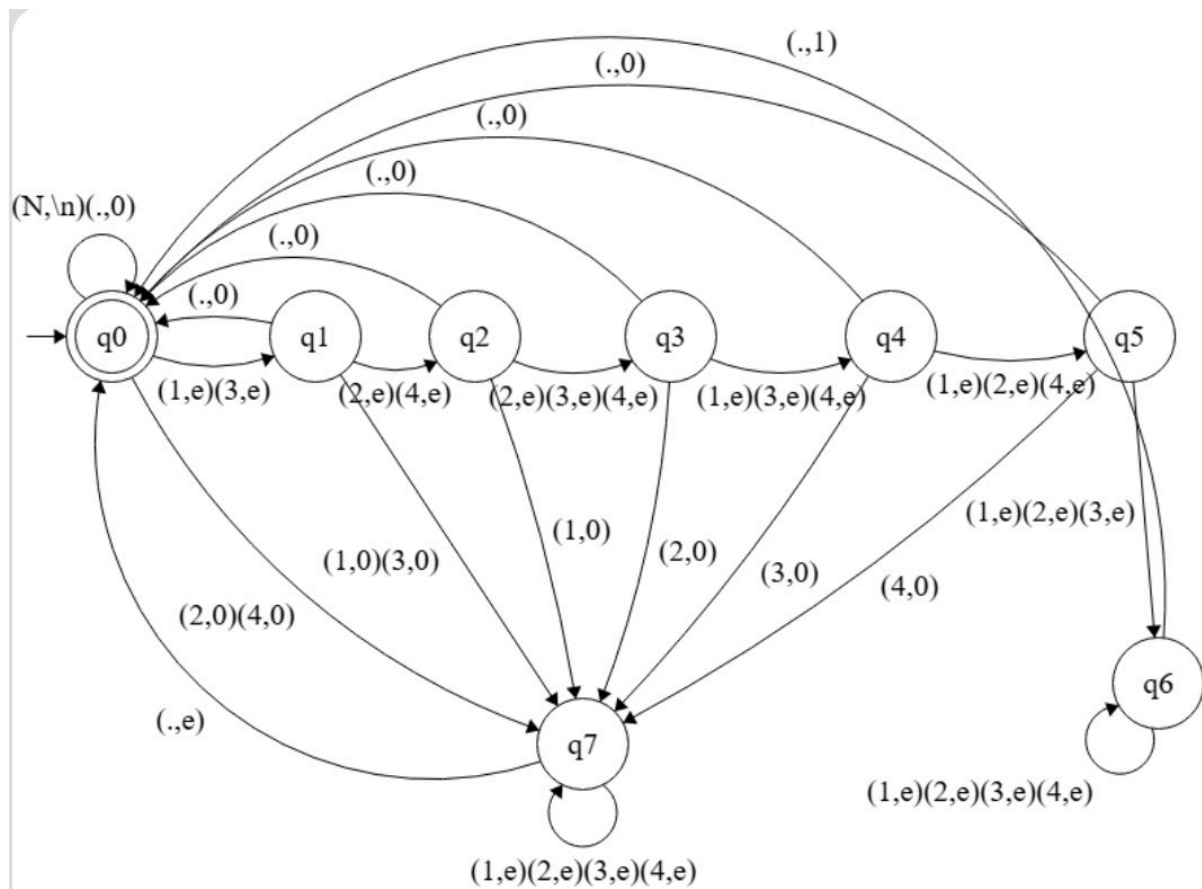 (.,1)
(.,0)
(.,0)
(.,0)
(N,\n)(.,0)
(.,0)
(.,0)
q0
q1
q2
q3
q4
q5
(1,e)(3,e)
(2,e)(4,e)
(2,e)(3,e)(4,e)
(1,e)(3,e)(4,e)
(1,e)(2,e)(4,e)
(1,e)(2,e)(3,e)
(1,0)(3,0)
(1,0)
(2,0)
(3,0)
(4,0)
(2,0)(4,0)
q6
(.,e)
q7
(1,e)(2,e)(3,e)(4,e)
(1,e)(2,e)(3,e)(4,e)